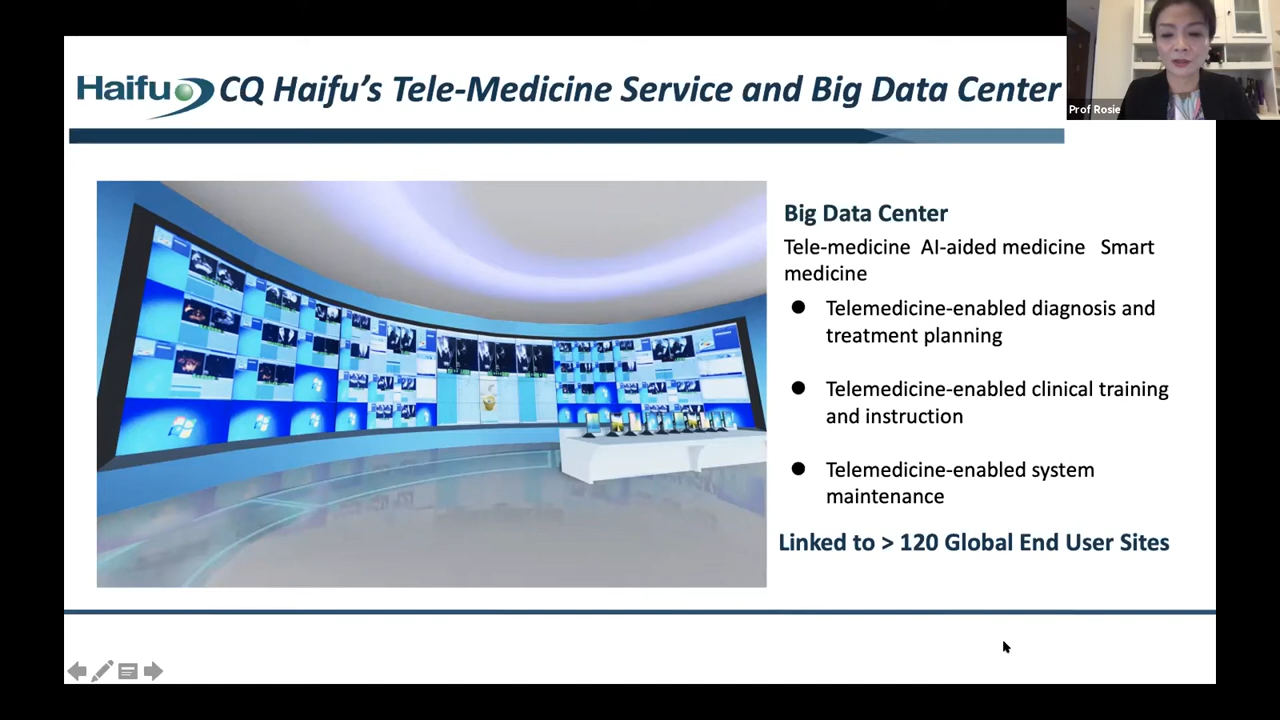 Haifu CQ Haifu's Tele-Medicine Service and Big Data Center
Prof Rosie
Big Data Center
Tele-medicine AI-aided medicine Smart
medicine
● Telemedicine-enabled diagnosis and
treatment planning
● Telemedicine-enabled clinical training
and instruction
● Telemedicine-enabled system
maintenance
Linked to > 120 Global End User Sites